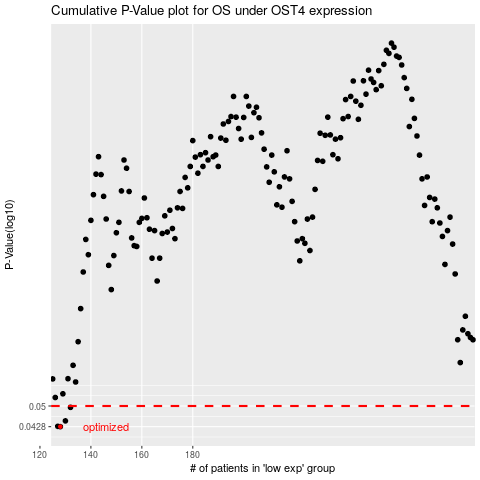 Cumulative P-Value plot for OS under OST4 expression
P-Value(log10)
0.05
0.0428
optimized
120 140 160 180
# of patients in 'low exp' group